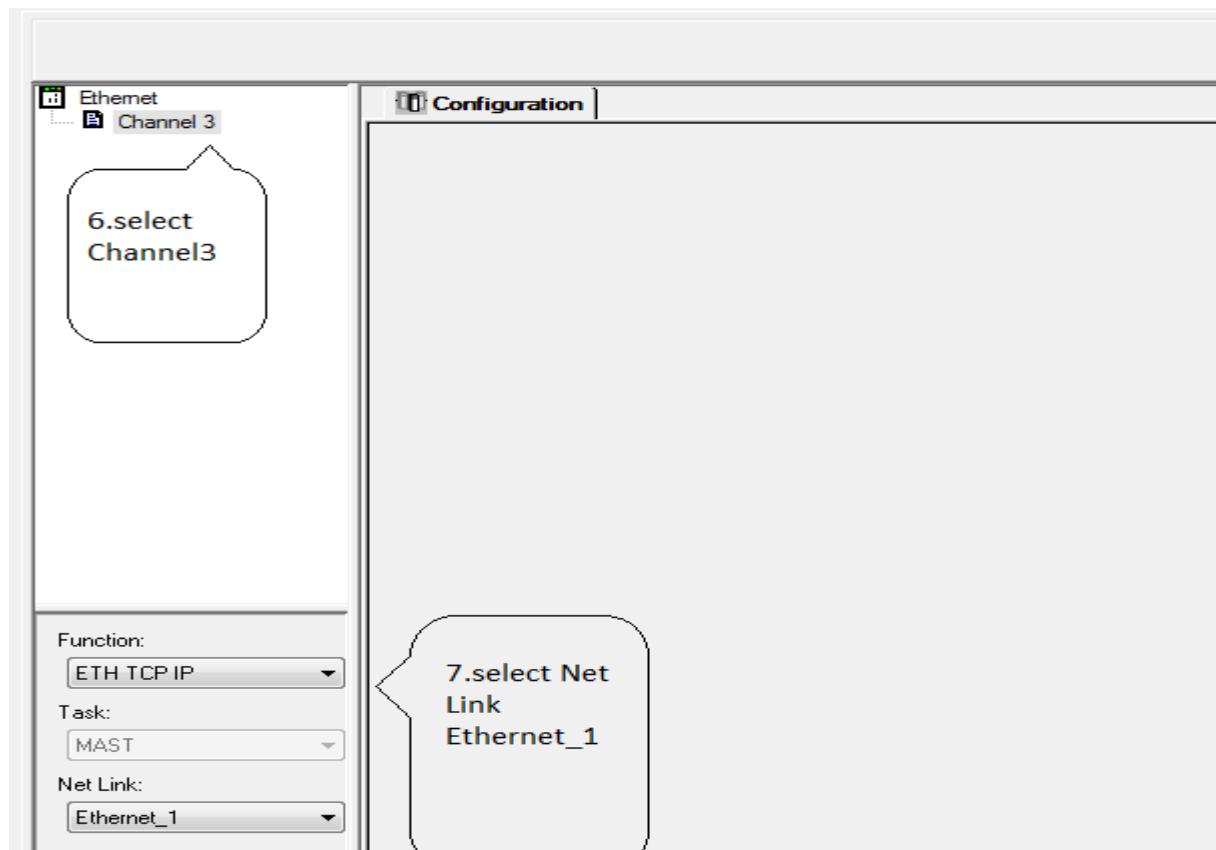 Ethernet
Channel 3
Configuration
6.select
Channel3
Function:
ETH TCP IP
Task:
MAST
Net Link:
Ethernet_1
7.select Net
Link
Ethernet_1